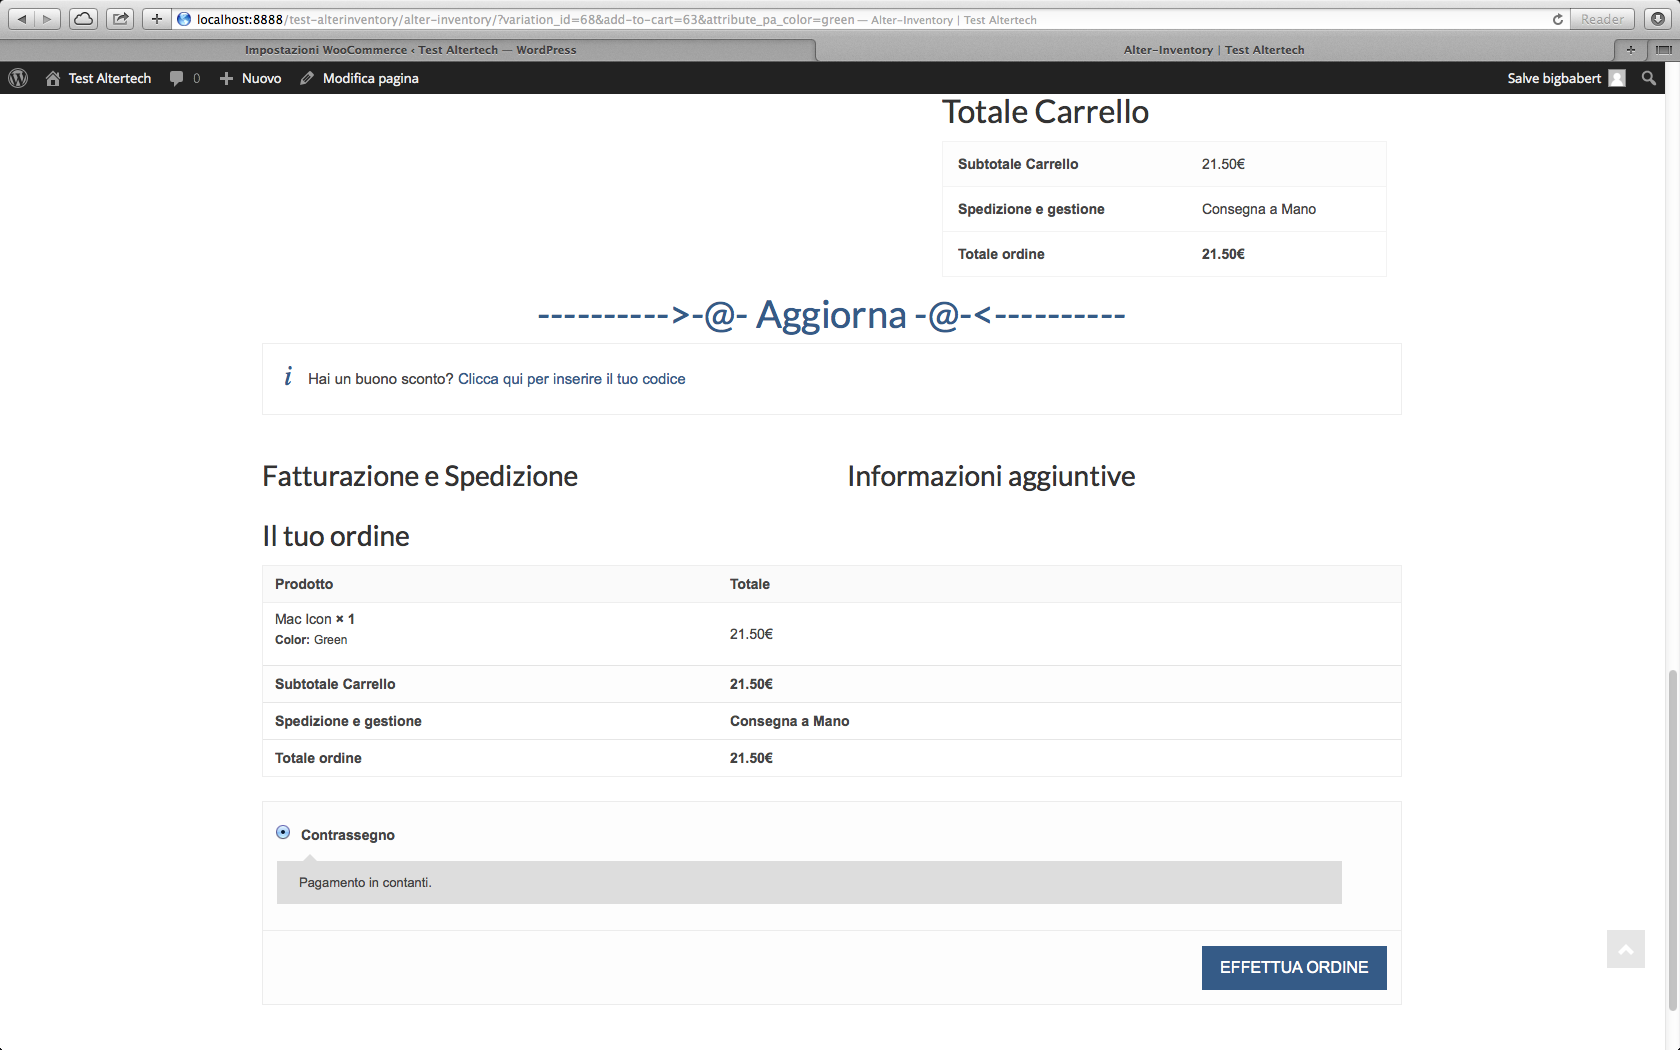 localhost:8888/test-alterinventory/alter-inventory/?variation_id=68&add-to-cart=63&attribute_pa_color=green — Alter-Inventory | Test Altertech
Reader
Impostazioni WooCommerce ‹ Test Altertech — WordPress
Alter-Inventory | Test Altertech
Test Altertech 0 + Nuovo Modifica pagina Salve bigbabert
Totale Carrello
Subtotale Carrello 21.50€
Spedizione e gestione Consegna a Mano
Totale ordine 21.50€
---------->-@- Aggiorna -@-<----------
i Hai un buono sconto? Clicca qui per inserire il tuo codice
Fatturazione e Spedizione
Informazioni aggiuntive
Il tuo ordine
Prodotto Totale
Mac Icon × 1
Color: Green
21.50€
Subtotale Carrello 21.50€
Spedizione e gestione Consegna a Mano
Totale ordine 21.50€
Contrassegno
Pagamento in contanti.
EFFETTUA ORDINE